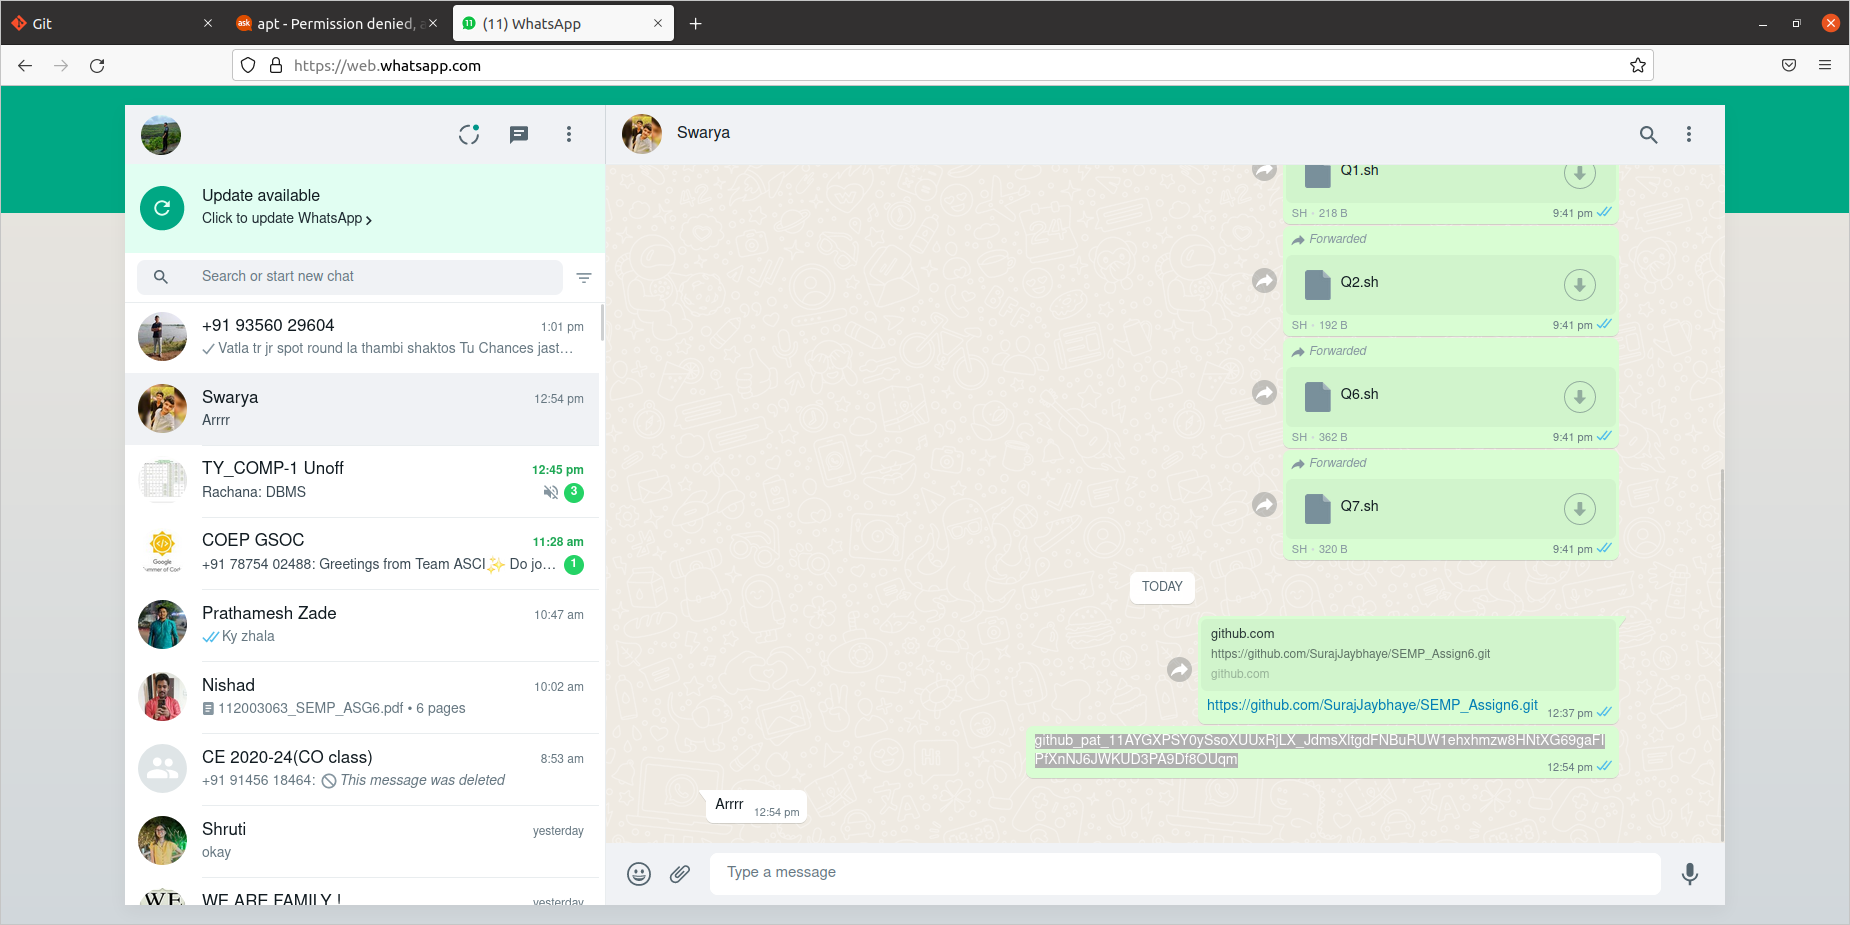 Git
apt - Permission denied,
(11) WhatsApp
https://web.whatsapp.com
Swarya
Update available
Click to update WhatsApp
Search or start new chat
+91 93560 29604
1:01 pm
Vatla tr jr spot round la thambi shaktos Tu Chances jast…
Swarya
12:54 pm
Arrrr
TY_COMP-1 Unoff
12:45 pm
Rachana: DBMS
3
COEP GSOC
11:28 am
+91 78754 02488: Greetings from Team ASCI✨ Do jo…
1
Google
Prathamesh Zade
10:47 am
Ky zhala
Nishad
10:02 am
112003063_SEMP_ASG6.pdf • 6 pages
CE 2020-24(CO class)
8:53 am
+91 91456 18464: This message was deleted
Shruti
yesterday
okay
WE ARE FAMILY !
yesterday
Q1.sh
SH · 218 B
9:41 pm
Forwarded
Q2.sh
SH · 192 B
9:41 pm
Forwarded
Q6.sh
SH · 362 B
9:41 pm
Forwarded
Q7.sh
SH · 320 B
9:41 pm
TODAY
github.com
https://github.com/SurajJaybhaye/SEMP_Assign6.git
github.com
https://github.com/SurajJaybhaye/SEMP_Assign6.git
12:37 pm
12:54 pm
Arrrr
12:54 pm
Type a message